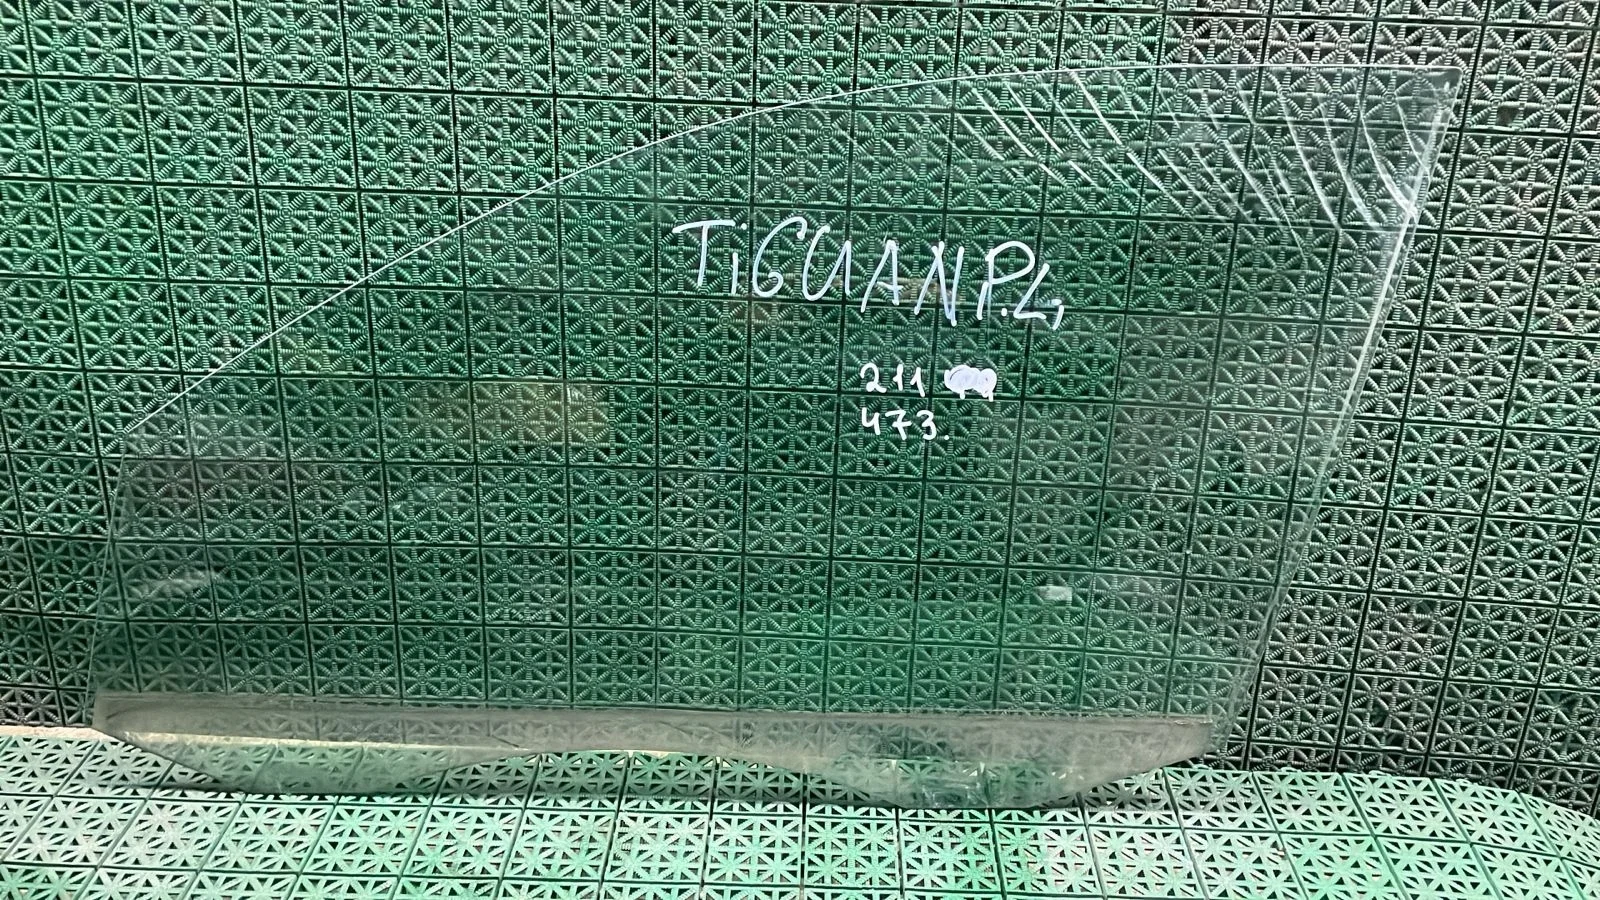 TiGUAN P.L,
211
473.